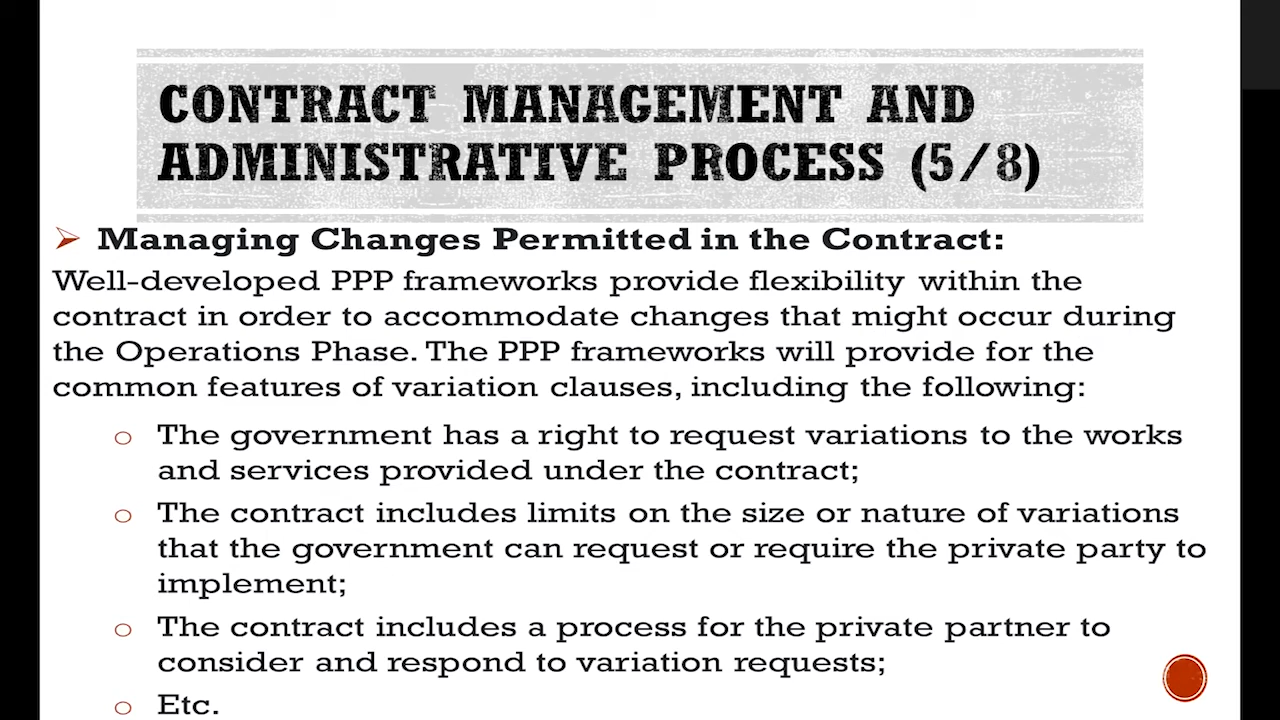 CONTRACT MANAGEMENT AND
ADMINISTRATIVE PROCESS (5/8)
Managing Changes Permitted in the Contract:
Well-developed PPP frameworks provide flexibility within the
contract in order to accommodate changes that might occur during
the Operations Phase. The PPP frameworks will provide for the
common features of variation clauses, including the following:
The government has a right to request variations to the works
and services provided under the contract;
The contract includes limits on the size or nature of variations
that the government can request or require the private party to
implement;
The contract includes a process for the private partner to
consider and respond to variation requests;
Etc.